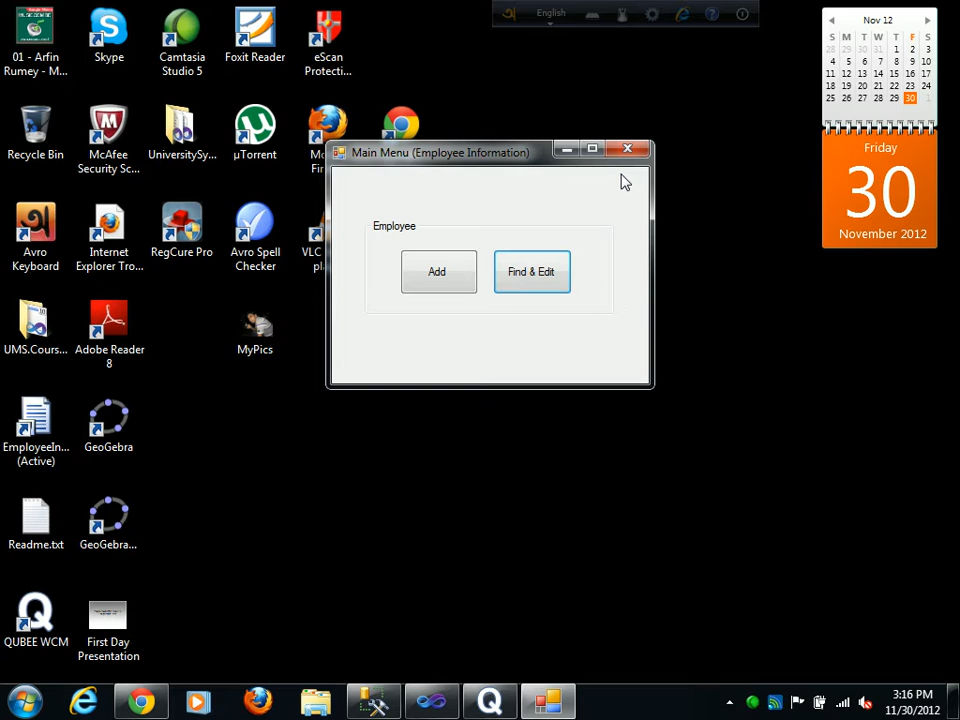 English
01 - Arfin
Rumey - M...
Skype
Camtasia
Studio 5
Foxit Reader
eScan
Protecti...
Nov 12
S M T W T F S
28 29 30 31 1 2 3
4 5 6 7 8 9 10
11 12 13 14 15 16 17
18 19 20 21 22 23 24
25 26 27 28 29 30 1
Friday
30
November 2012
Recycle Bin
McAfee
Security Sc...
UniversitySy...
µTorrent
Main Menu (Employee Information)
Employee
Add
Find & Edit
Avro
Keyboard
Internet
Explorer Tro...
RegCure Pro
Avro Spell
Checker
VLC
pl
UMS.Cours...
Adobe Reader
8
MyPics
EmployeeIn...
(Active)
GeoGebra
Readme.txt
GeoGebra...
QUBEE WCM
First Day
Presentation
3:16 PM
11/30/2012